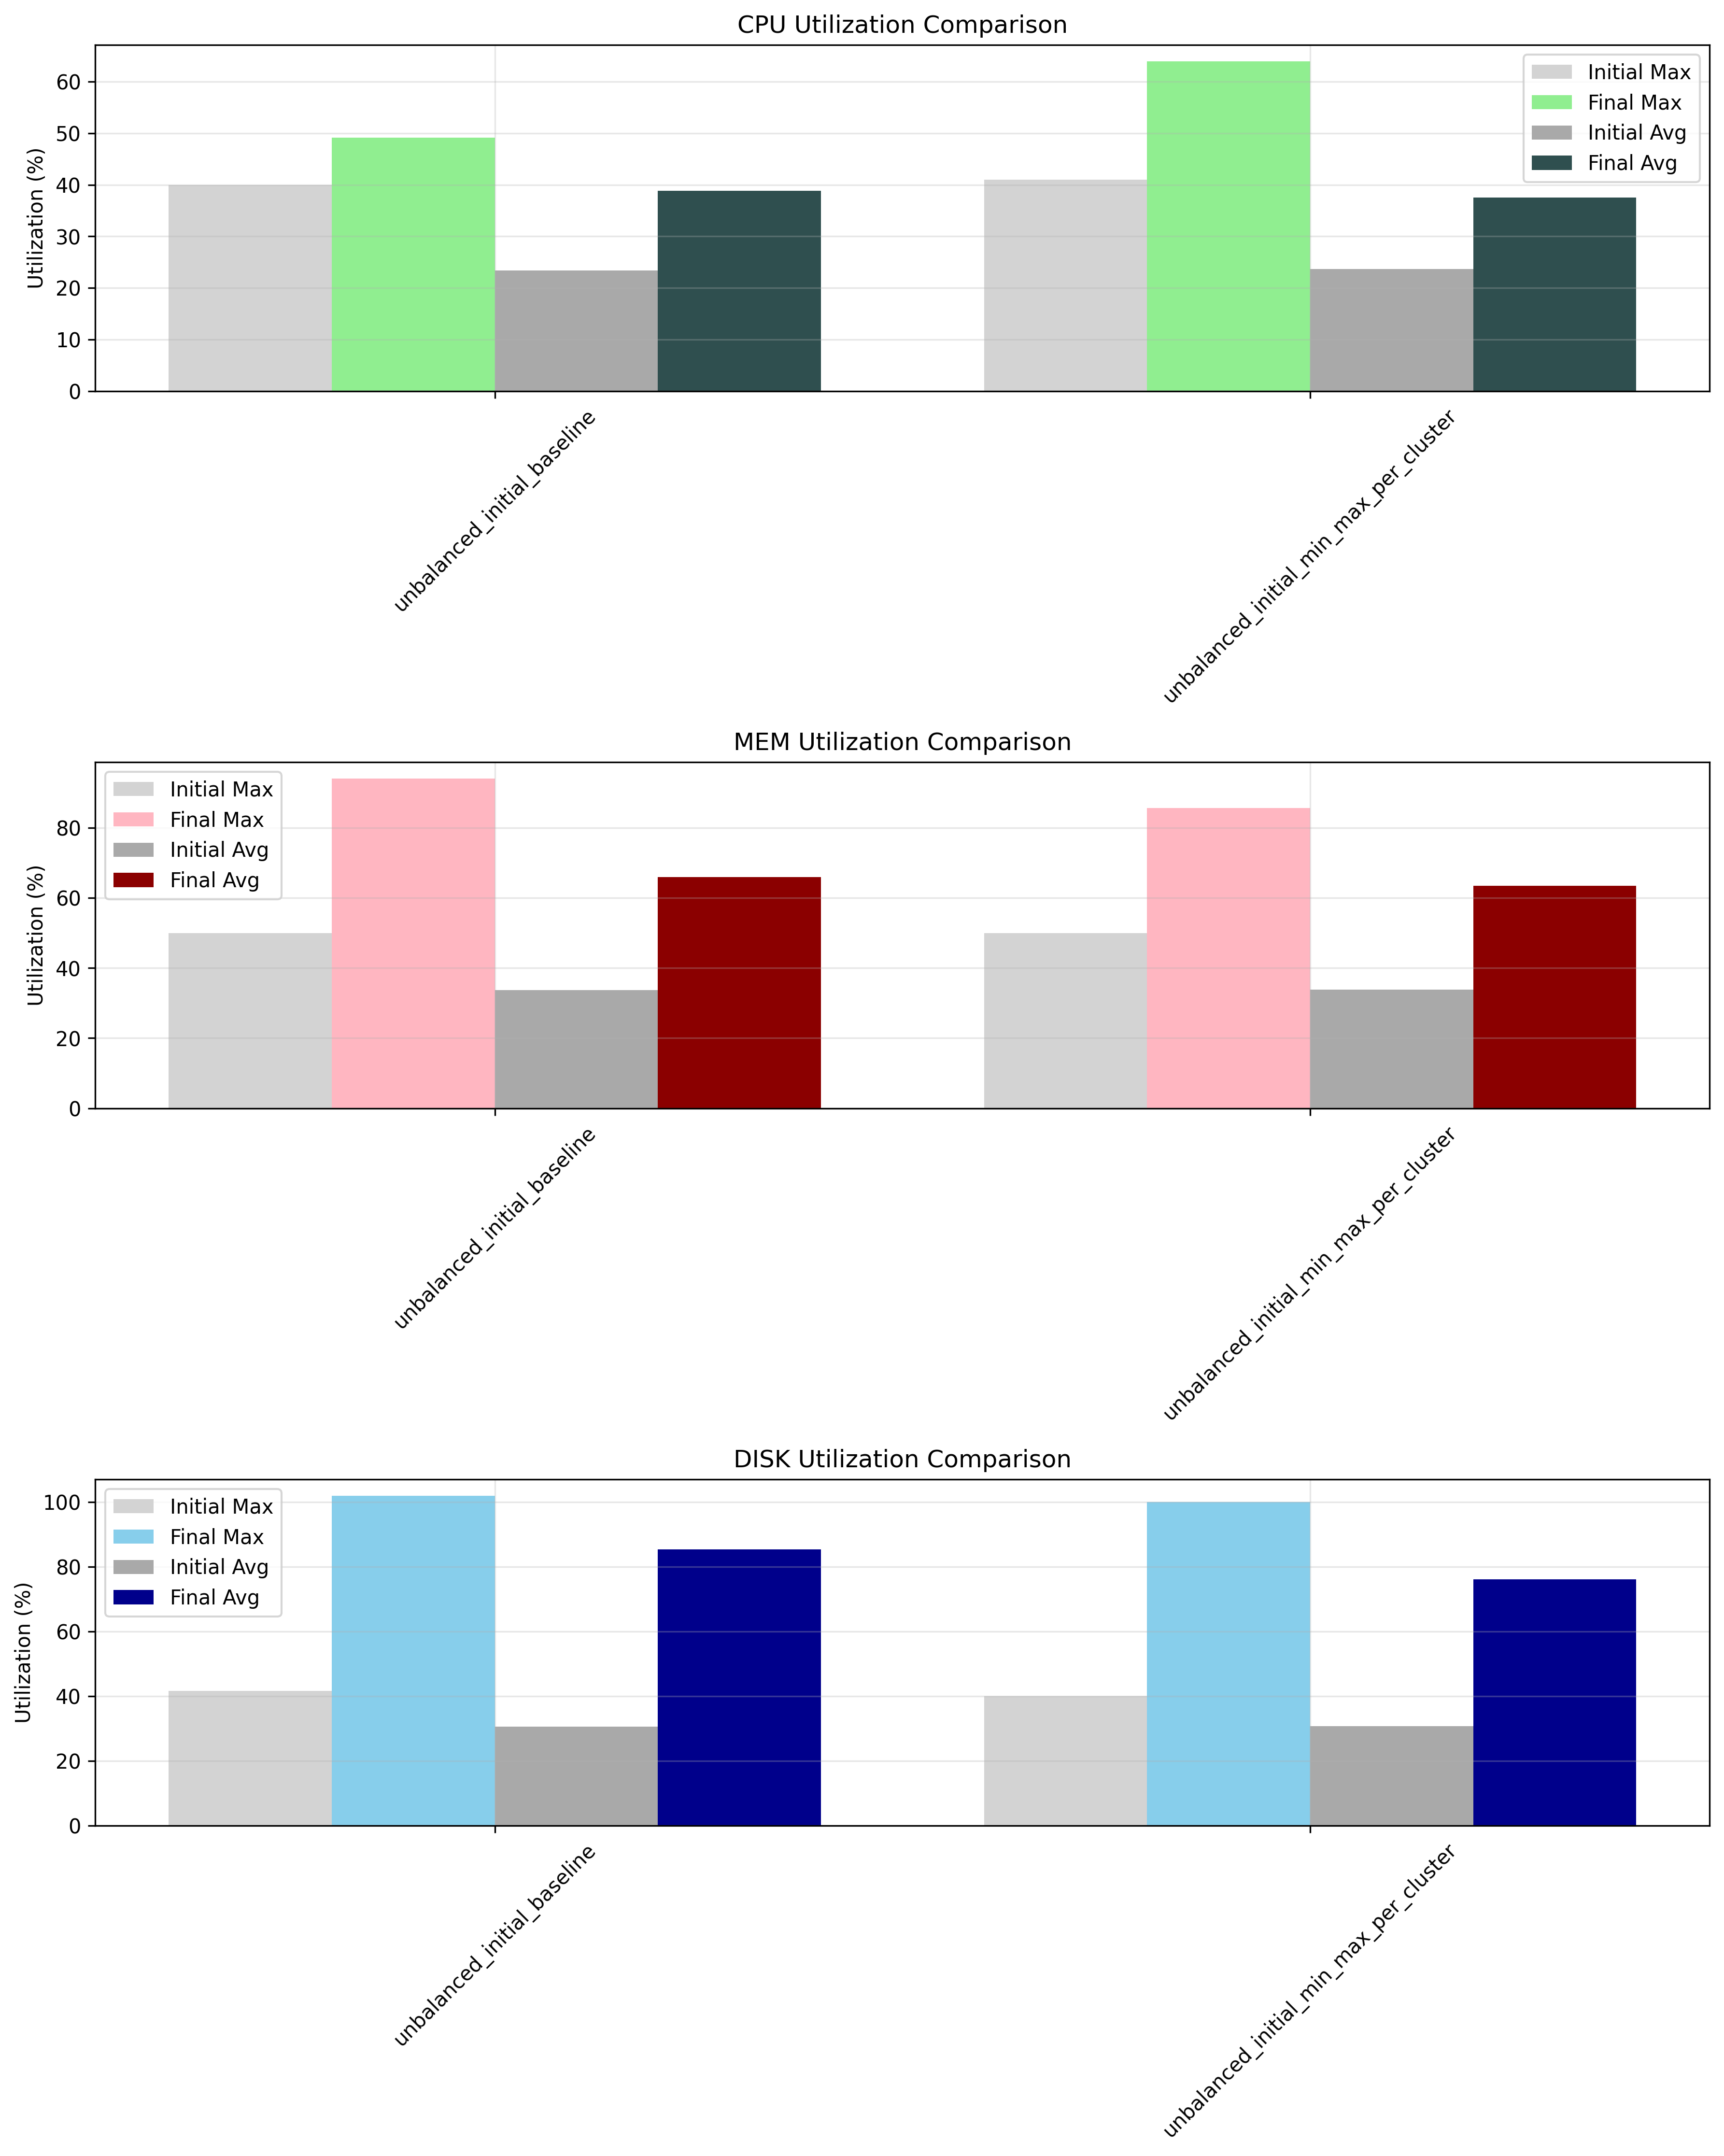 CPU Utilization Comparison
Utilization (%)
60
50
40
30
20
10
0
Initial Max
Final Max
Initial Avg
Final Avg
unbalanced_initial_baseline
unbalanced_initial_min_max_per_cluster
MEM Utilization Comparison
Utilization (%)
80
60
40
20
0
Initial Max
Final Max
Initial Avg
Final Avg
unbalanced_initial_baseline
unbalanced_initial_min_max_per_cluster
DISK Utilization Comparison
Utilization (%)
100
80
60
40
20
0
Initial Max
Final Max
Initial Avg
Final Avg
unbalanced_initial_baseline
unbalanced_initial_min_max_per_cluster